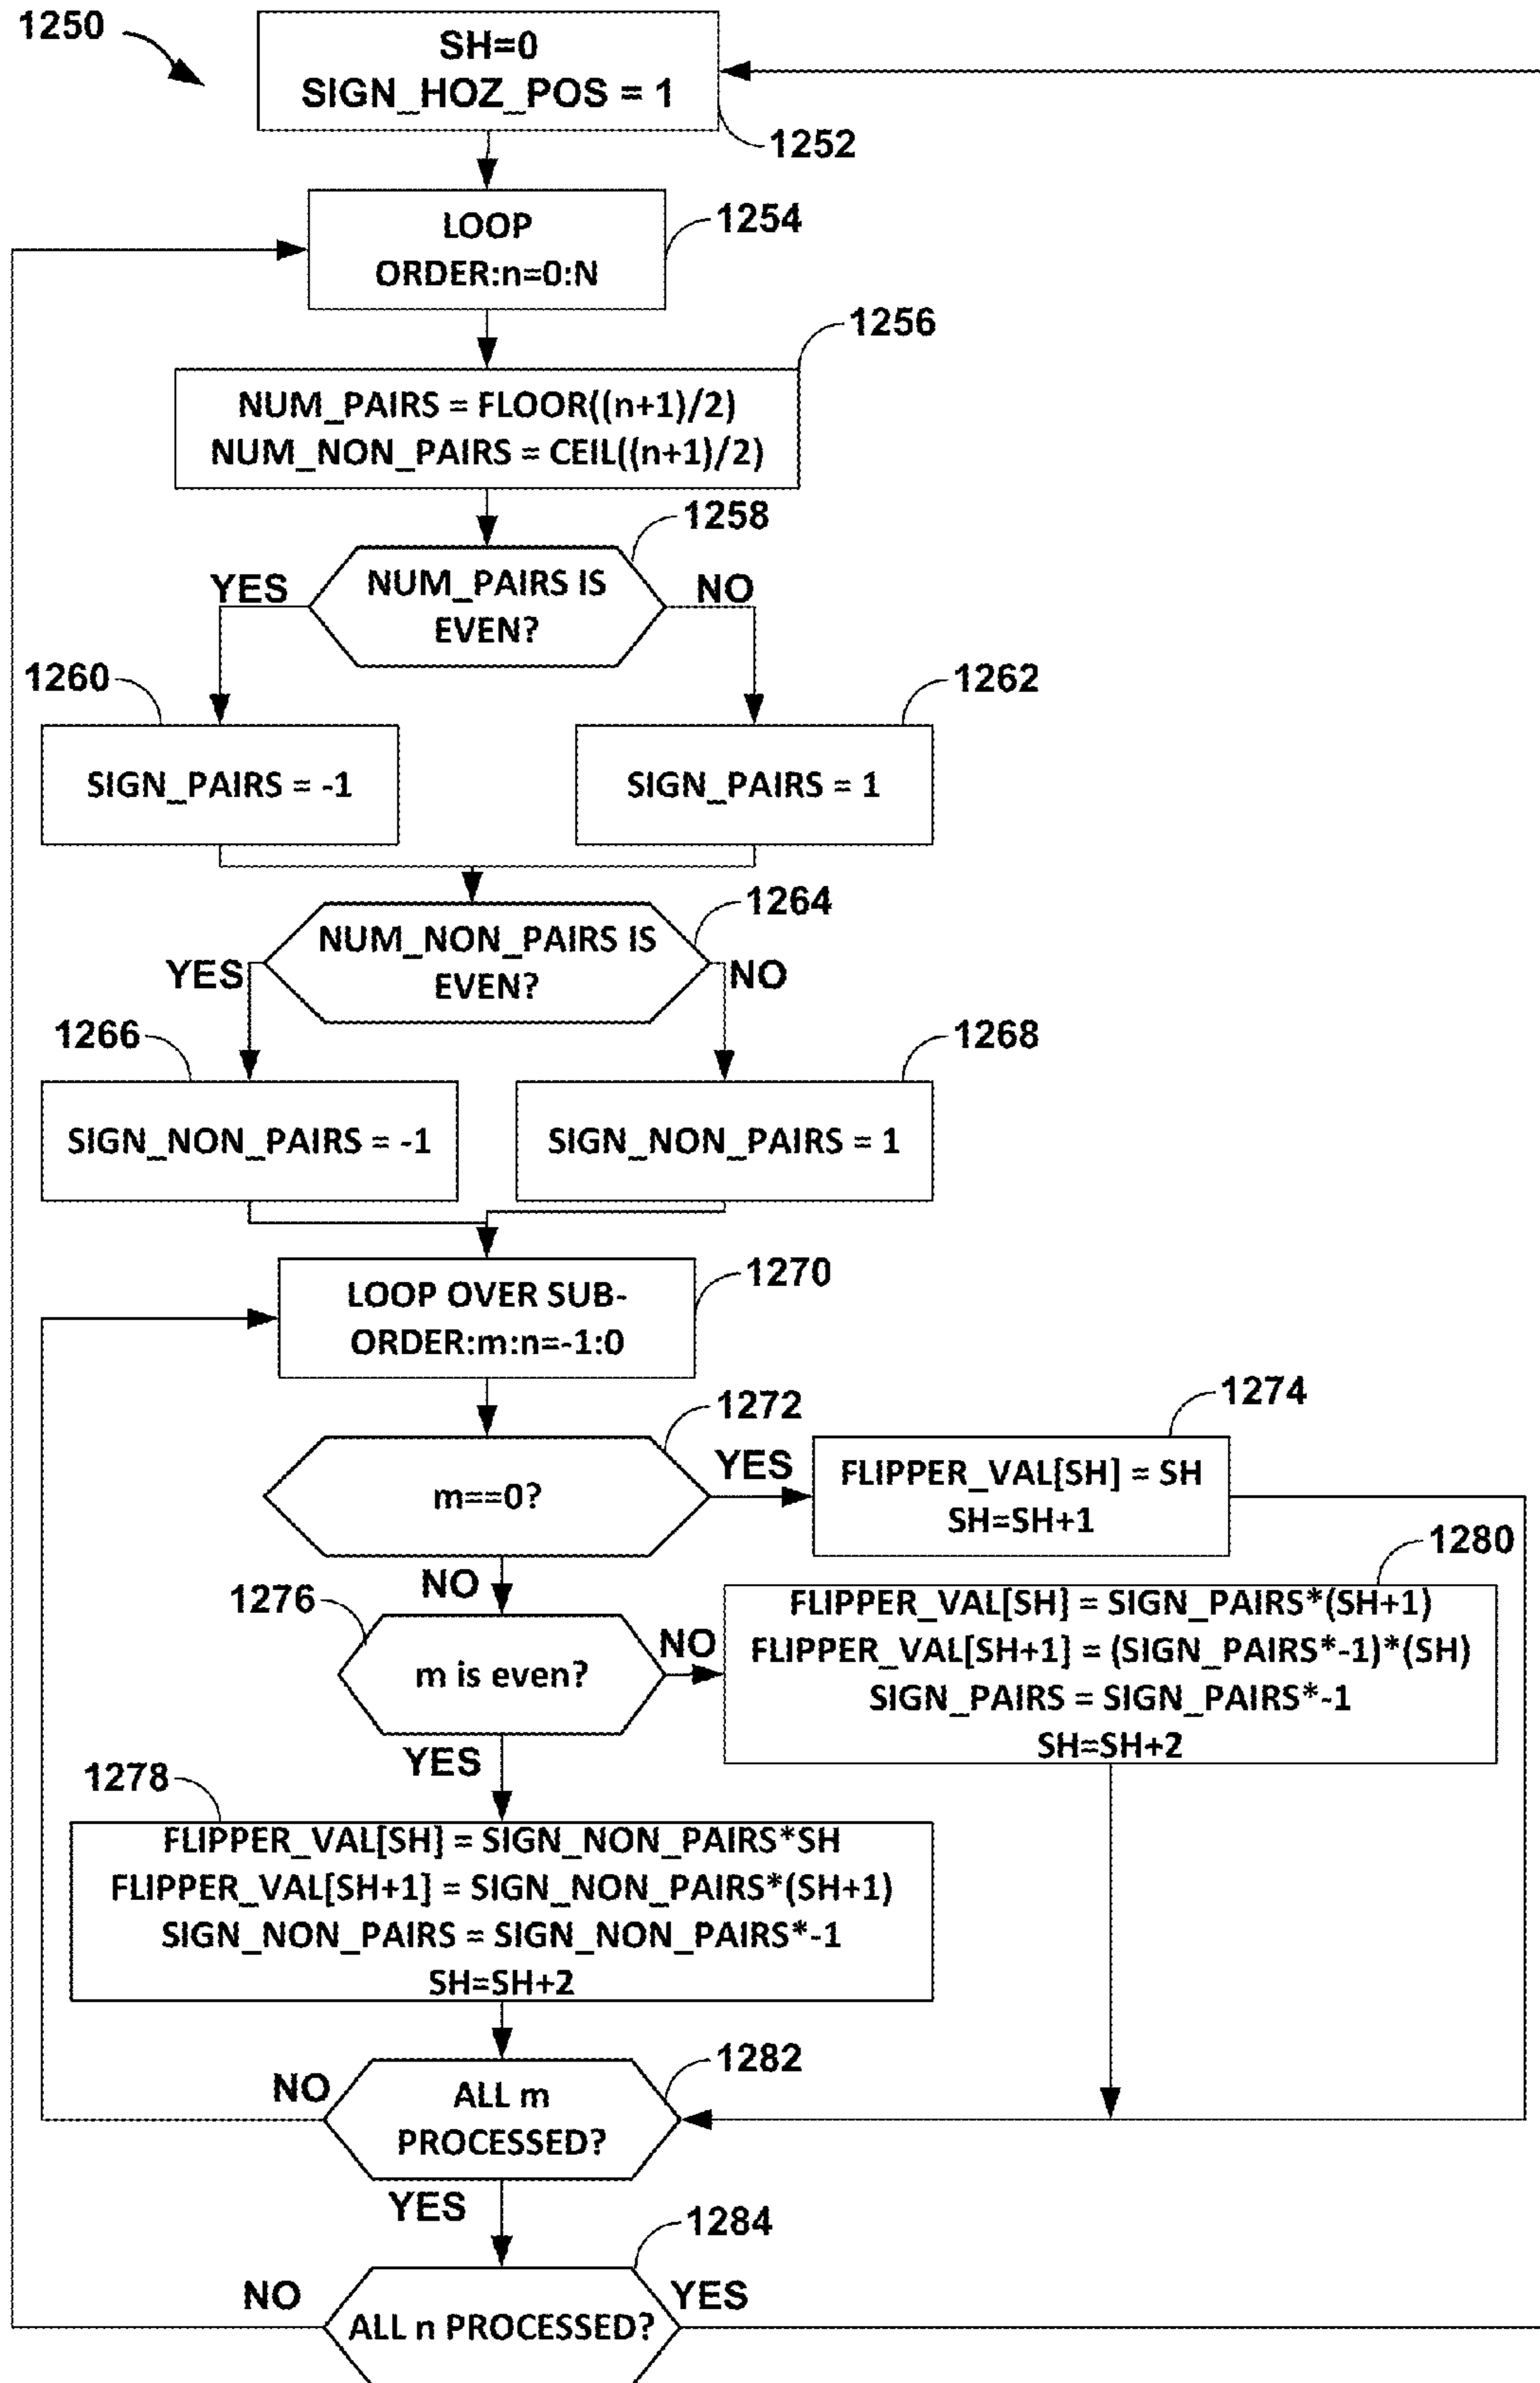 1250
SH=0
SIGN_HOZ_POS = 1
1252
LOOP
ORDER:n=0:N
1254
1256
NUM_PAIRS = FLOOR((n+1)/2)
NUM_NON_PAIRS = CEIL((n+1)/2)
1258
NUM_PAIRS IS
EVEN?
YES
NO
1260
1262
SIGN_PAIRS = -1
SIGN_PAIRS = 1
1264
NUM_NON_PAIRS IS
EVEN?
YES
NO
1266
1268
SIGN_NON_PAIRS = -1
SIGN_NON_PAIRS = 1
LOOP OVER SUB-
ORDER:m:n=-1:0
1270
1272
m==0?
YES
1274
FLIPPER_VAL[SH] = SH
SH=SH+1
NO
1276
m is even?
NO
1280
FLIPPER_VAL[SH] = SIGN_PAIRS*(SH+1)
FLIPPER_VAL[SH+1] = (SIGN_PAIRS*-1)*(SH)
SIGN_PAIRS = SIGN_PAIRS*-1
SH=SH+2
YES
1278
FLIPPER_VAL[SH] = SIGN_NON_PAIRS*SH
FLIPPER_VAL[SH+1] = SIGN_NON_PAIRS*(SH+1)
SIGN_NON_PAIRS = SIGN_NON_PAIRS*-1
SH=SH+2
1282
NO
ALL m
PROCESSED?
YES
1284
NO
ALL n PROCESSED?
YES